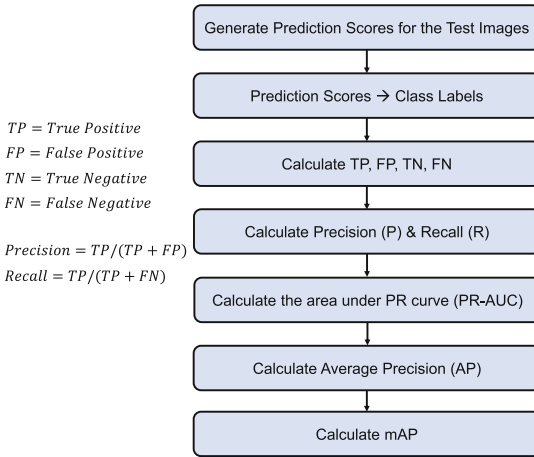 Generate Prediction Scores for the Test Images
Prediction Scores → Class Labels
TP = True Positive
FP = False Positive
TN = True Negative
FN = False Negative
Precision = TP/(TP + FP)
Recall = TP/(TP + FN)
Calculate TP, FP, TN, FN
Calculate Precision (P) & Recall (R)
Calculate the area under PR curve (PR-AUC)
Calculate Average Precision (AP)
Calculate mAP